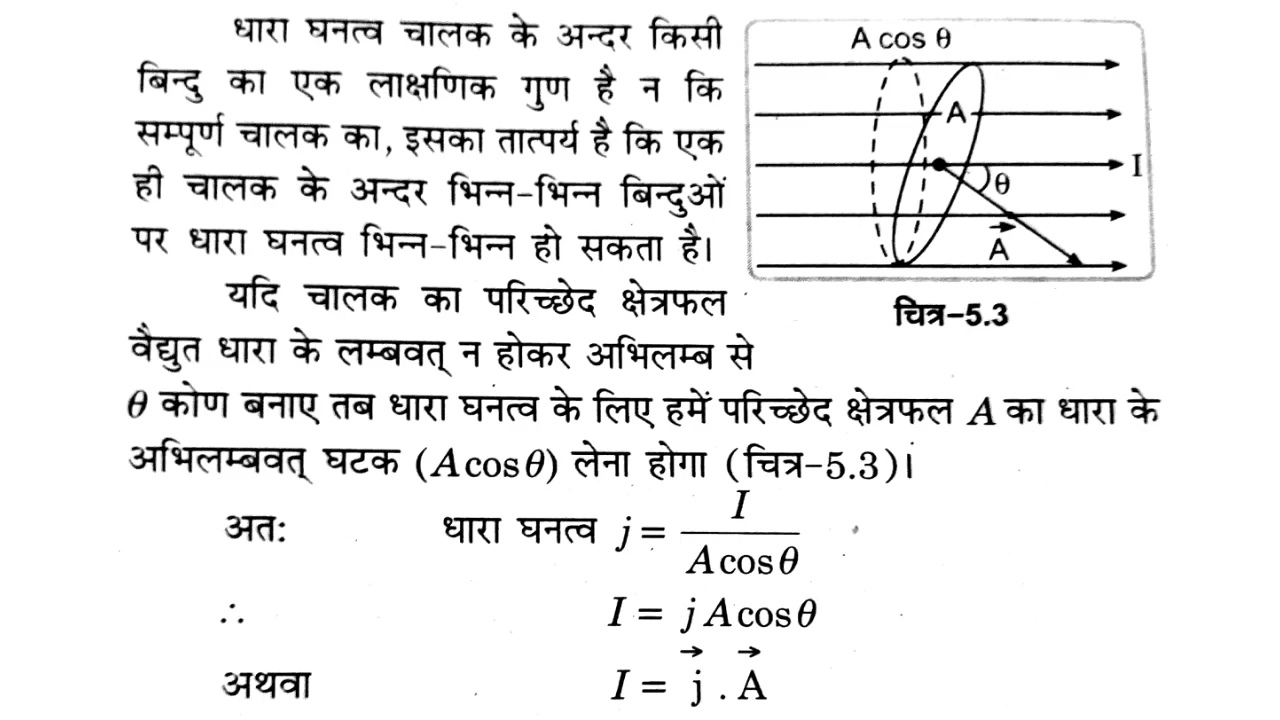 धारा घनत्व चालक के अन्दर किसी
बिन्दु का एक लाक्षणिक गुण है न कि
सम्पूर्ण चालक का, इसका तात्पर्य है कि एक
ही चालक के अन्दर भिन्न-भिन्न बिन्दुओं
पर धारा घनत्व भिन्न-भिन्न हो सकता है।
A cos θ
A
I
θ
A⃗
चित्र-5.3
यदि चालक का परिच्छेद क्षेत्रफल
वैद्युत धारा के लम्बवत् न होकर अभिलम्ब से
θ कोण बनाए तब धारा घनत्व के लिए हमें परिच्छेद क्षेत्रफल A का धारा के
अभिलम्बवत् घटक (A cos θ) लेना होगा (चित्र-5.3)।
अतः धारा घनत्व j = I / A cos θ
∴ I = j A cos θ
अथवा I = j⃗ . A⃗